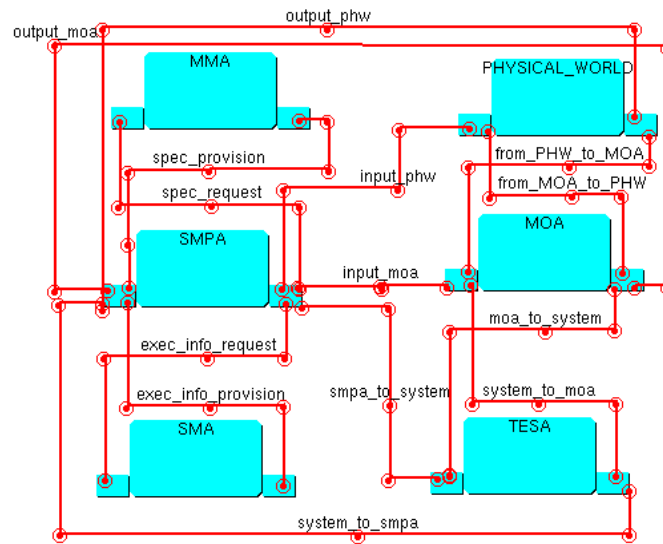 output_phw
output_moa
MMA
PHYSICAL_WORLD
spec_provision
from_PHW_to_MOA
input_phw
from_MOA_to_PHW
spec_request
SMPA
MOA
input_moa
moa_to_system
exec_info_request
exec_info_provision
smpa_to_system
system_to_moa
SMA
TESA
system_to_smpa